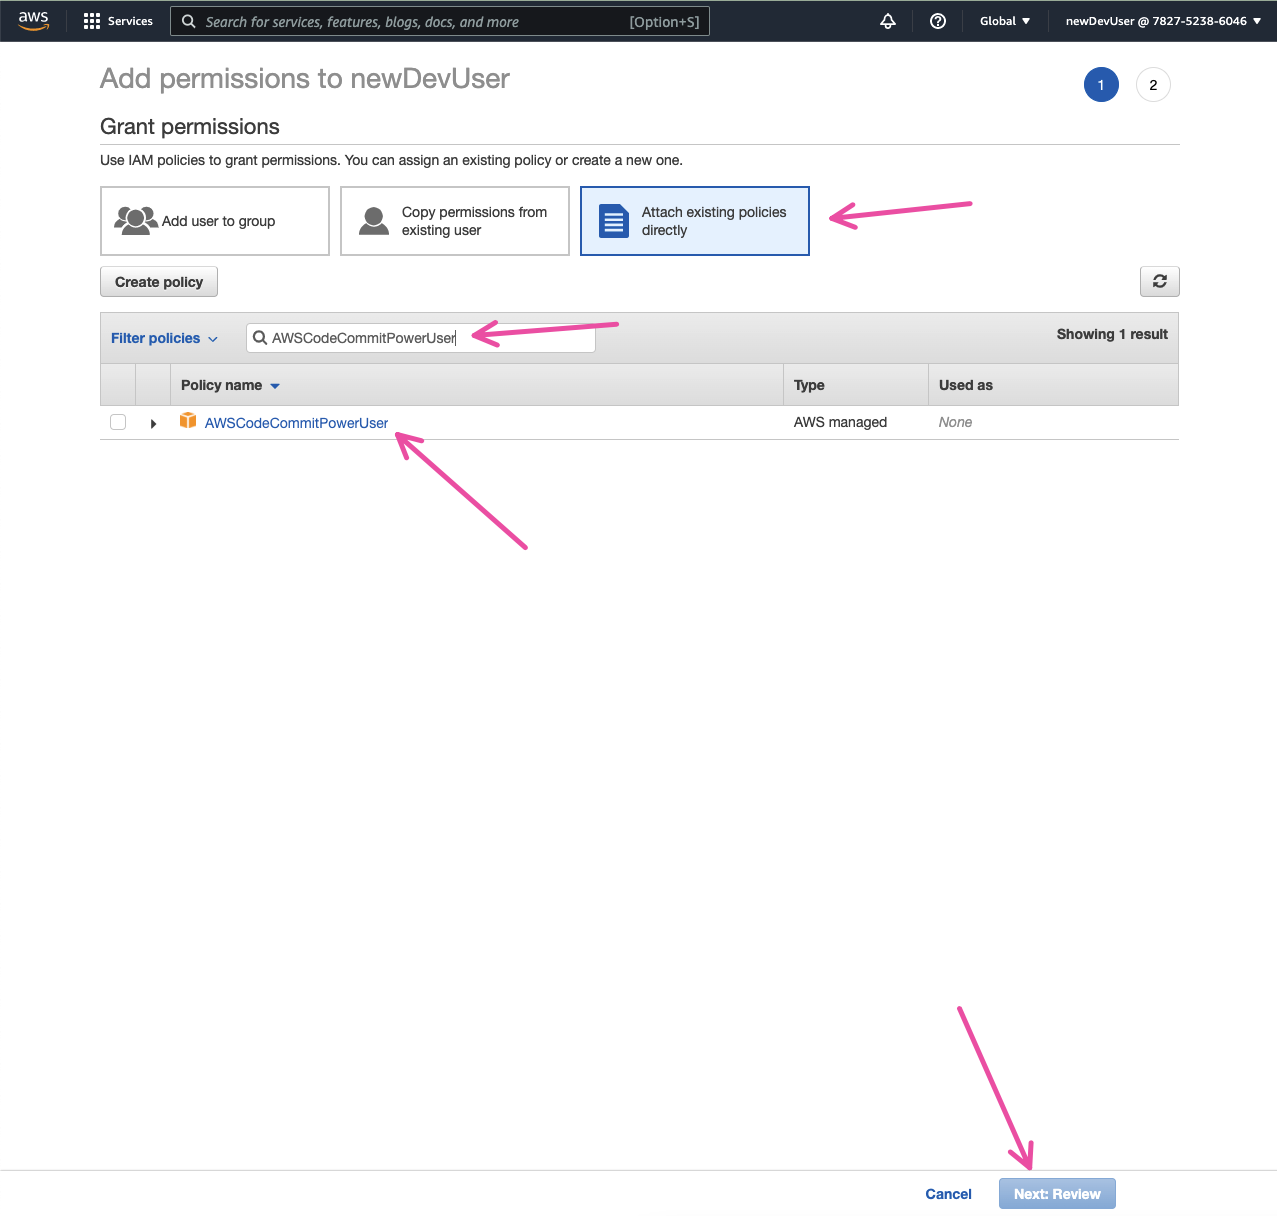 aws
Services
Search for services, features, blogs, docs, and more [Option+S]
Global
newDevUser @ 7827-5238-6046
Add permissions to newDevUser
1
2
Grant permissions
Use IAM policies to grant permissions. You can assign an existing policy or create a new one.
Add user to group
Copy permissions from
existing user
Attach existing policies
directly
Create policy
Filter policies
AWSCodeCommitPowerUser
Showing 1 result
Policy name
Type
Used as
AWSCodeCommitPowerUser
AWS managed
None
Cancel
Next: Review